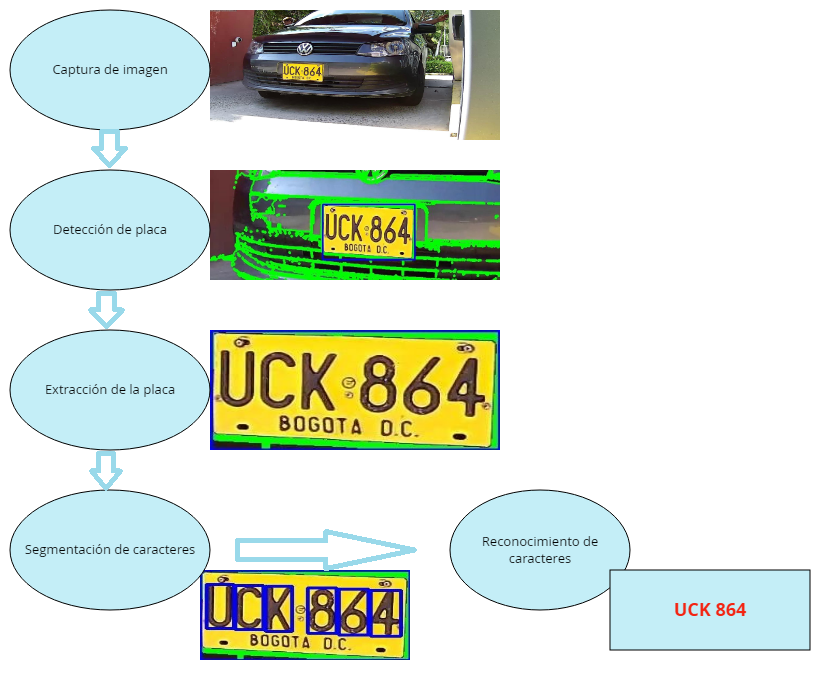 Captura de imagen
UCK 864
BOGOTA D.C.
Detección de placa
UCK 864
BOGOTA D.C.
Extracción de la placa
UCK 864
BOGOTA D.C.
Segmentación de caracteres
UCK 864
BOGOTA D.C.
Reconocimiento de
caracteres
UCK 864